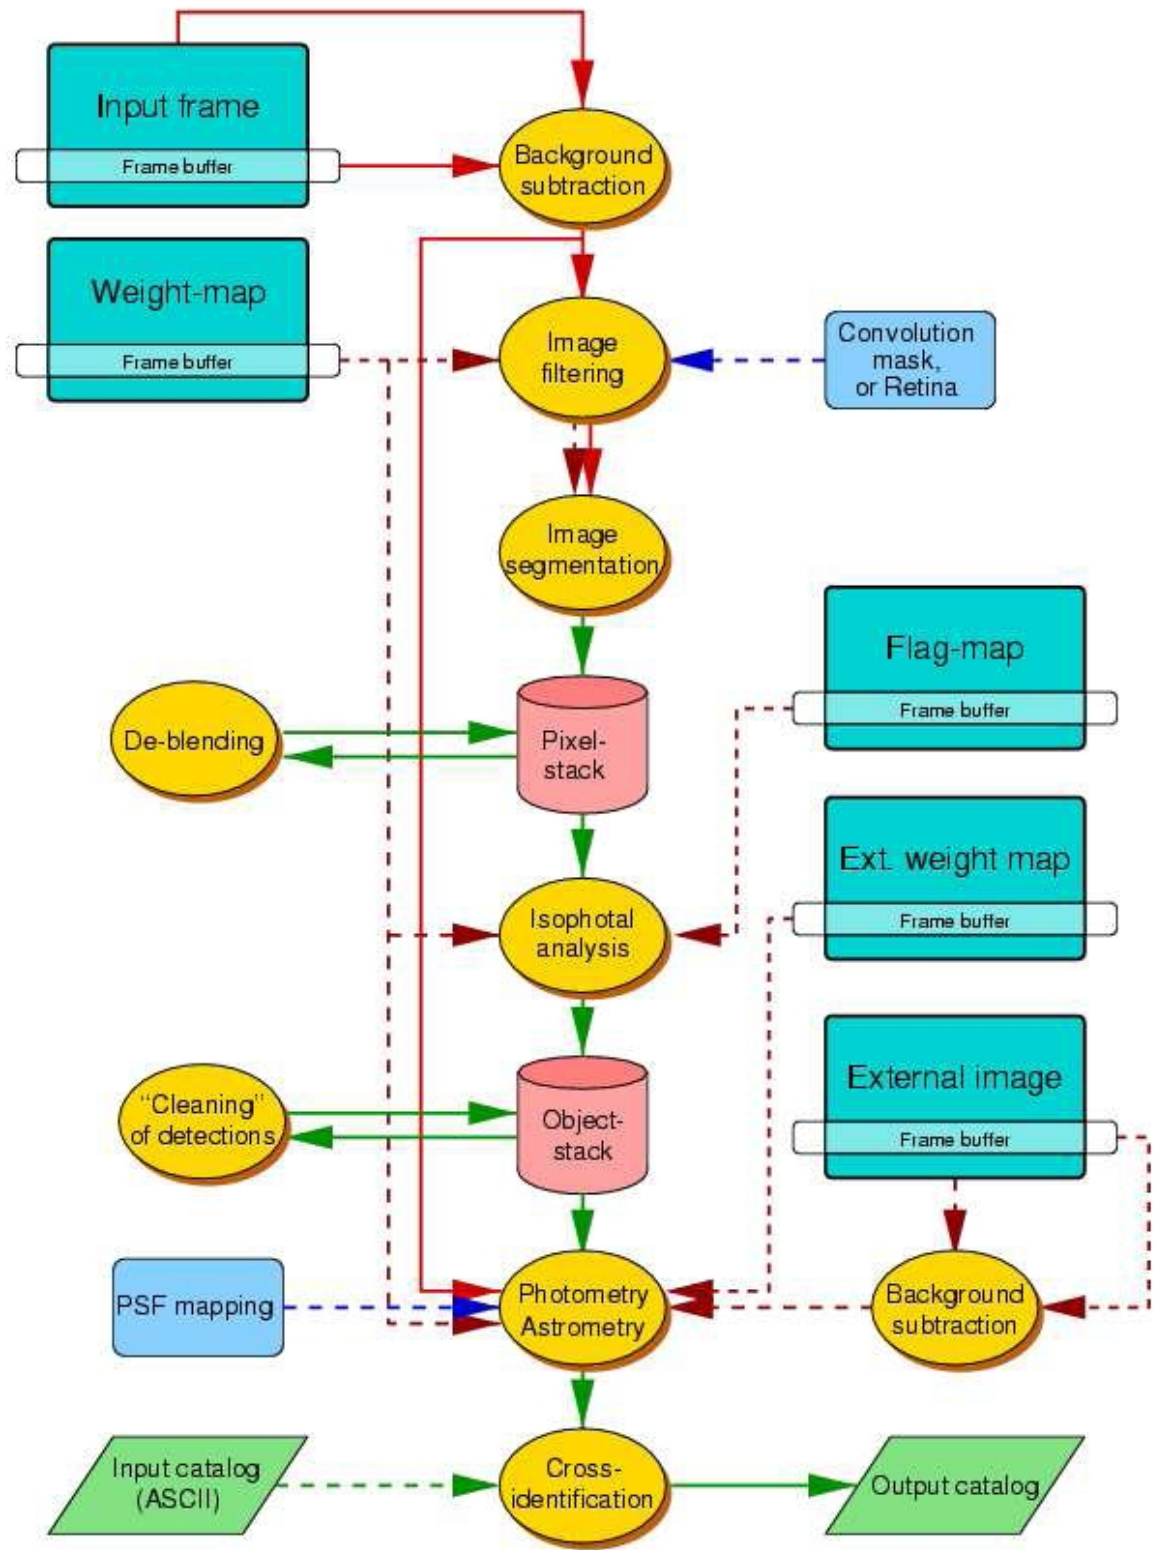 Input frame
Frame buffer
Background
subtraction
Weight-map
Frame buffer
Image
filtering
Convolution
mask,
or Retina
Image
segmentation
Flag-map
Frame buffer
De-blending
Pixel-
stack
Ext. weight map
Frame buffer
Isophotal
analysis
External image
Frame buffer
“Cleaning”
of detections
Object-
stack
PSF mapping
Photometry
Astrometry
Background
subtraction
Input catalog
(ASCII)
Cross-
identification
Output catalog